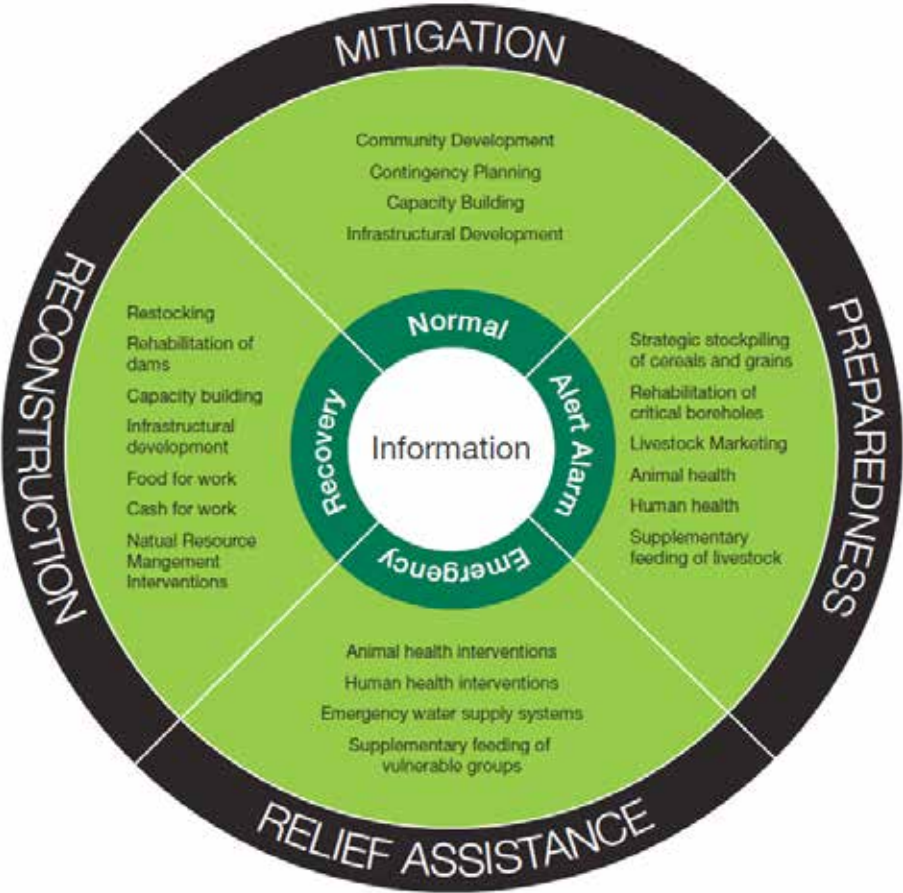 MITIGATION
Community Development
Contingency Planning
Capacity Building
Infrastructural Development
PREPAREDNESS
Strategic stockpiling
of cereals and grains
Rehabilitation of
critical boreholes
Livestock Marketing
Animal health
Human health
Supplementary
feeding of livestock
RELIEF ASSISTANCE
Animal health interventions
Human health interventions
Emergency water supply systems
Supplementary feeding of
vulnerable groups
RECONSTRUCTION
Restocking
Rehabilitation of
dams
Capacity building
Infrastructural
development
Food for work
Cash for work
Natual Resource
Mangement
Interventions
Normal
Alert Alarm
Emergency
Recovery
Information